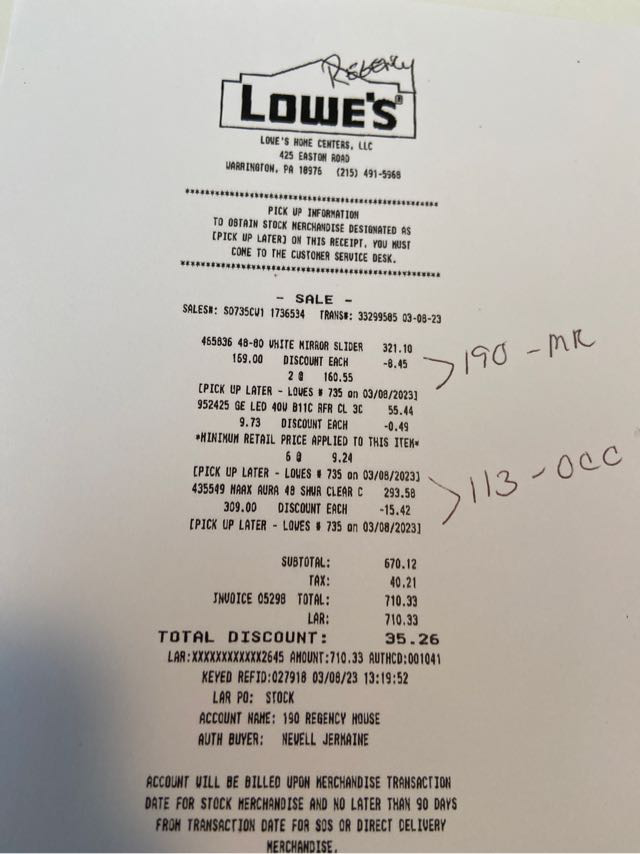 REGENCY
LOWE'S®
LOWE'S HOME CENTERS, LLC
425 EASTON ROAD
WARRINGTON, PA 18976 (215) 491-5968
****************************************************
PICK UP INFORMATION
TO OBTAIN STOCK MERCHANDISE DESIGNATED AS
[PICK UP LATER] ON THIS RECEIPT, YOU MUST
COME TO THE CUSTOMER SERVICE DESK.
****************************************************
- SALE -
SALES#: S0735CW1 1736534 TRANS#: 33299585 03-08-23
465836 48-80 WHITE MIRROR SLIDER 321.10
169.00 DISCOUNT EACH -8.45
2 @ 160.55
190 - MR
[PICK UP LATER - LOWES # 735 on 03/08/2023]
952425 GE LED 40W B11C RFR CL 3C 55.44
9.73 DISCOUNT EACH -0.49
*MINIMUM RETAIL PRICE APPLIED TO THIS ITEM*
6 @ 9.24
[PICK UP LATER - LOWES # 735 on 03/08/2023]
435549 MAAX AURA 48 SHWR CLEAR C 293.58
113 - OCC
309.00 DISCOUNT EACH -15.42
[PICK UP LATER - LOWES # 735 on 03/08/2023]
SUBTOTAL: 670.12
TAX: 40.21
INVOICE 05298 TOTAL: 710.33
LAR: 710.33
TOTAL DISCOUNT: 35.26
LAR:XXXXXXXXXXXX2645 AMOUNT:710.33 AUTHCD:001041
KEYED REFID:027918 03/08/23 13:19:52
LAR PO: STOCK
ACCOUNT NAME: 190 REGENCY HOUSE
AUTH BUYER: NEWELL JERMAINE
ACCOUNT WILL BE BILLED UPON MERCHANDISE TRANSACTION
DATE FOR STOCK MERCHANDISE AND NO LATER THAN 90 DAYS
FROM TRANSACTION DATE FOR SOS OR DIRECT DELIVERY
MERCHANDISE.